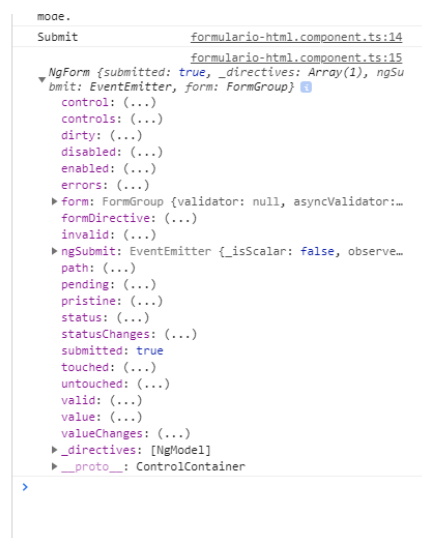 mode.
Submit formulario-html.component.ts:14
formulario-html.component.ts:15
NgForm {submitted: true, _directives: Array(1), ngSu
bmit: EventEmitter, form: FormGroup}
control: (...)
controls: (...)
dirty: (...)
disabled: (...)
enabled: (...)
errors: (...)
form: FormGroup {validator: null, asyncValidator:…
formDirective: (...)
invalid: (...)
ngSubmit: EventEmitter {_isScalar: false, observe…
path: (...)
pending: (...)
pristine: (...)
status: (...)
statusChanges: (...)
submitted: true
touched: (...)
untouched: (...)
valid: (...)
value: (...)
valueChanges: (...)
_directives: [NgModel]
__proto__: ControlContainer